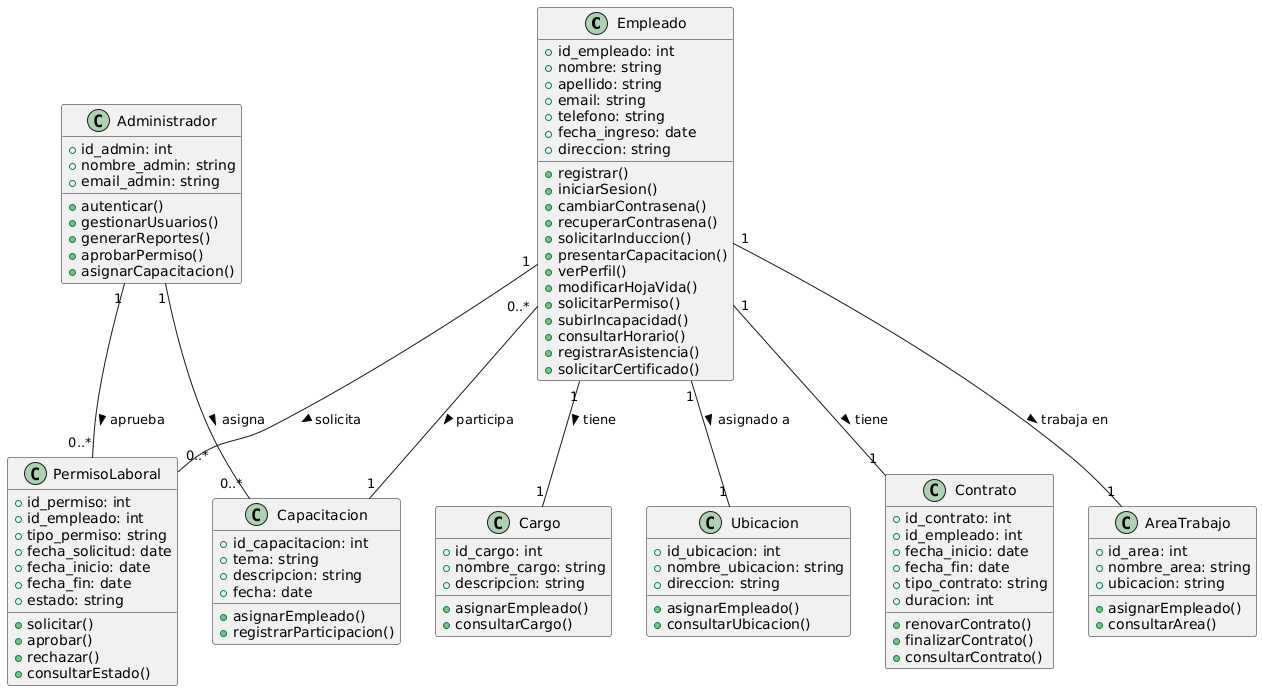 C Empleado
id_empleado: int
nombre: string
apellido: string
email: string
telefono: string
fecha_ingreso: date
direccion: string
registrar()
iniciarSesion()
cambiarContrasena()
recuperarContrasena()
solicitarInduccion()
presentarCapacitacion()
verPerfil()
modificarHojaVida()
solicitarPermiso()
subirIncapacidad()
consultarHorario()
registrarAsistencia()
solicitarCertificado()
C Administrador
id_admin: int
nombre_admin: string
email_admin: string
autenticar()
gestionarUsuarios()
generarReportes()
aprobarPermiso()
asignarCapacitacion()
1
1
1
0..*
1
1
1
1
aprueba
asigna
solicita
participa
tiene
asignado a
tiene
trabaja en
0..*
0..*
0..*
1
1
1
1
1
C PermisoLaboral
id_permiso: int
id_empleado: int
tipo_permiso: string
fecha_solicitud: date
fecha_inicio: date
fecha_fin: date
estado: string
solicitar()
aprobar()
rechazar()
consultarEstado()
C Capacitacion
id_capacitacion: int
tema: string
descripcion: string
fecha: date
asignarEmpleado()
registrarParticipacion()
C Cargo
id_cargo: int
nombre_cargo: string
descripcion: string
asignarEmpleado()
consultarCargo()
C Ubicacion
id_ubicacion: int
nombre_ubicacion: string
direccion: string
asignarEmpleado()
consultarUbicacion()
C Contrato
id_contrato: int
id_empleado: int
fecha_inicio: date
fecha_fin: date
tipo_contrato: string
duracion: int
renovarContrato()
finalizarContrato()
consultarContrato()
C AreaTrabajo
id_area: int
nombre_area: string
ubicacion: string
asignarEmpleado()
consultarArea()